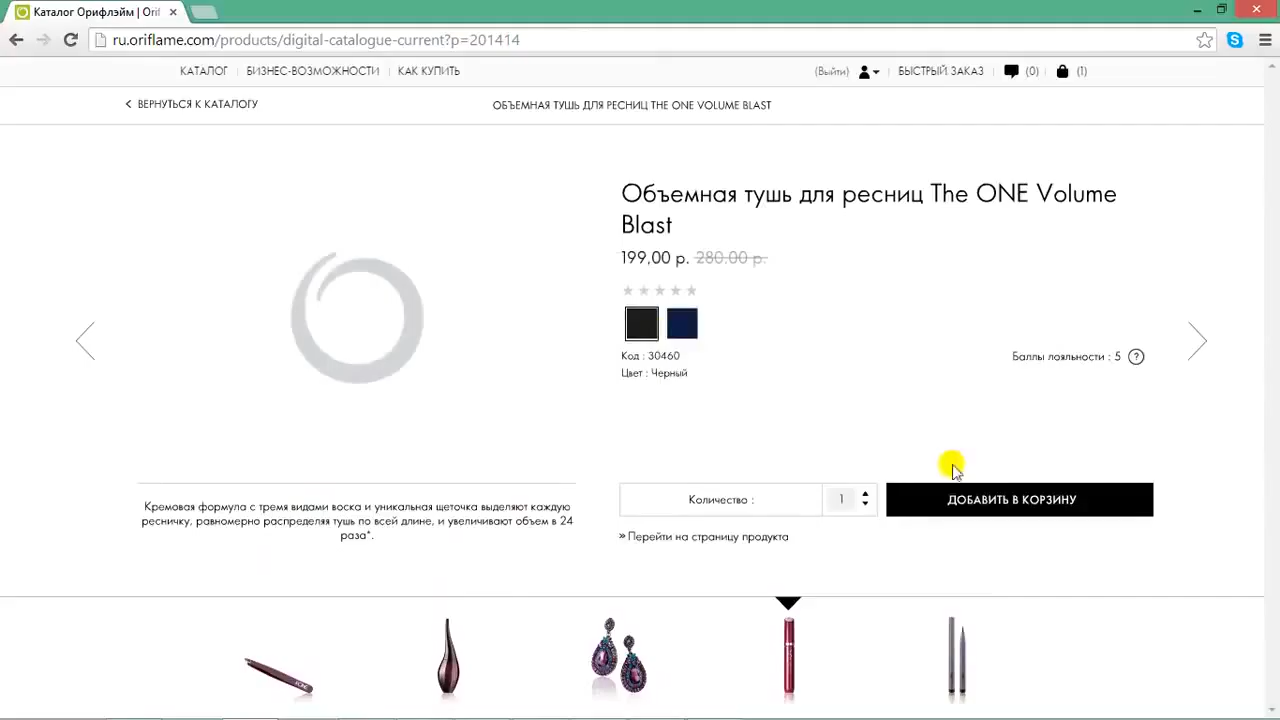 Каталог Орифлэйм | Ori
ru.oriflame.com/products/digital-catalogue-current?p=201414
КАТАЛОГ БИЗНЕС-ВОЗМОЖНОСТИ КАК КУПИТЬ (Выйти) БЫСТРЫЙ ЗАКАЗ (0) (1)
ВЕРНУТЬСЯ К КАТАЛОГУ ОБЪЕМНАЯ ТУШЬ ДЛЯ РЕСНИЦ THE ONE VOLUME BLAST
Объемная тушь для ресниц The ONE Volume
Blast
199,00 р. 280.00 р.
Код : 30460
Баллы лояльности : 5 ?
Цвет : Черный
Количество : 1 ДОБАВИТЬ В КОРЗИНУ
» Перейти на страницу продукта
Кремовая формула с тремя видами воска и уникальная щеточка выделяют каждую
ресничку, равномерно распределяя тушь по всей длине, и увеличивают объем в 24
раза*.